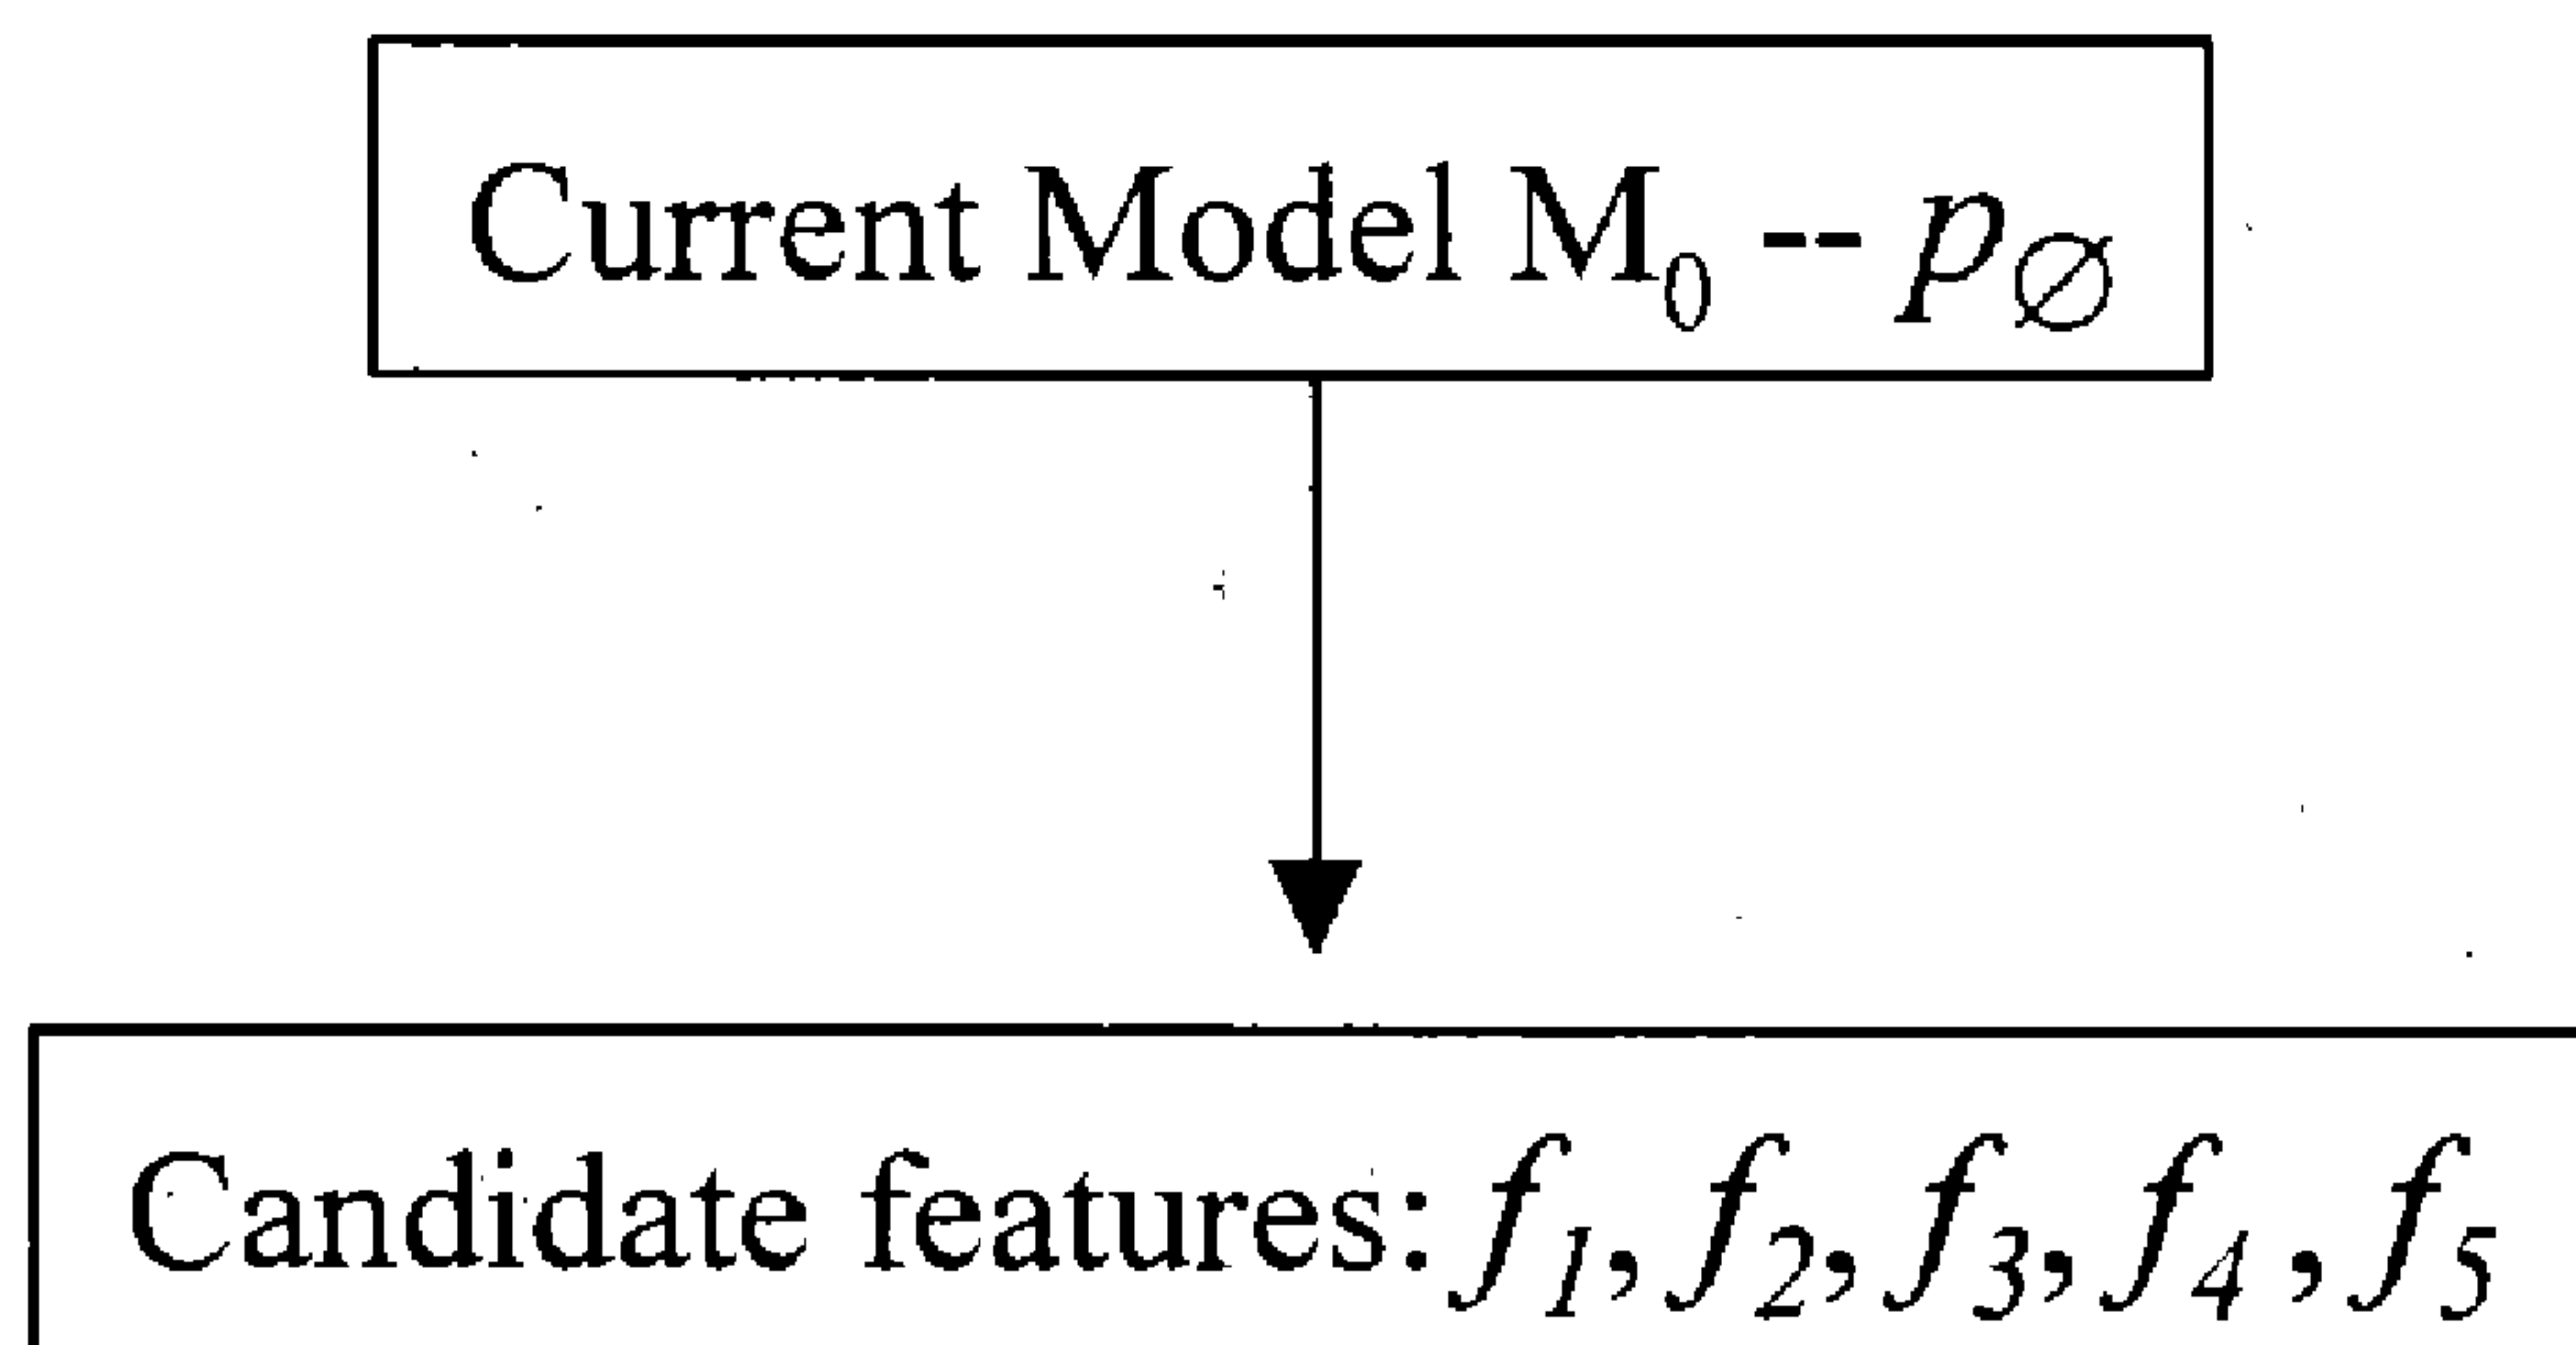 Current Model M₀ -- p∅
Candidate features: f₁, f₂, f₃, f₄ , f₅